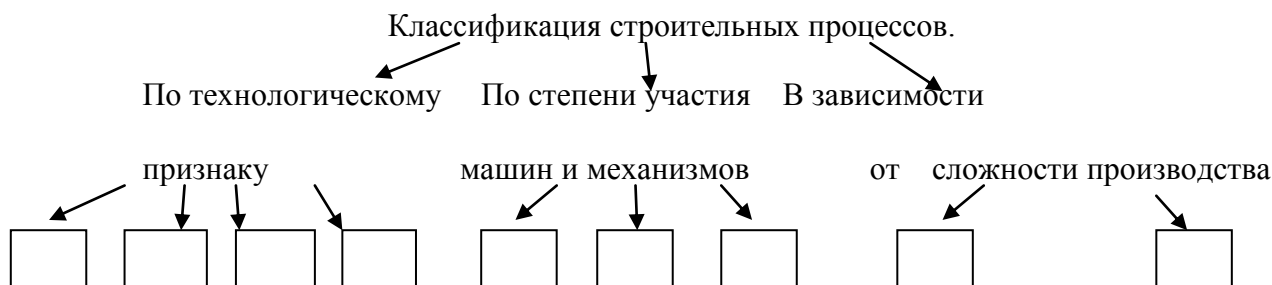 Классификация строительных процессов.
По технологическому По степени участия В зависимости
признаку машин и механизмов от сложности производства